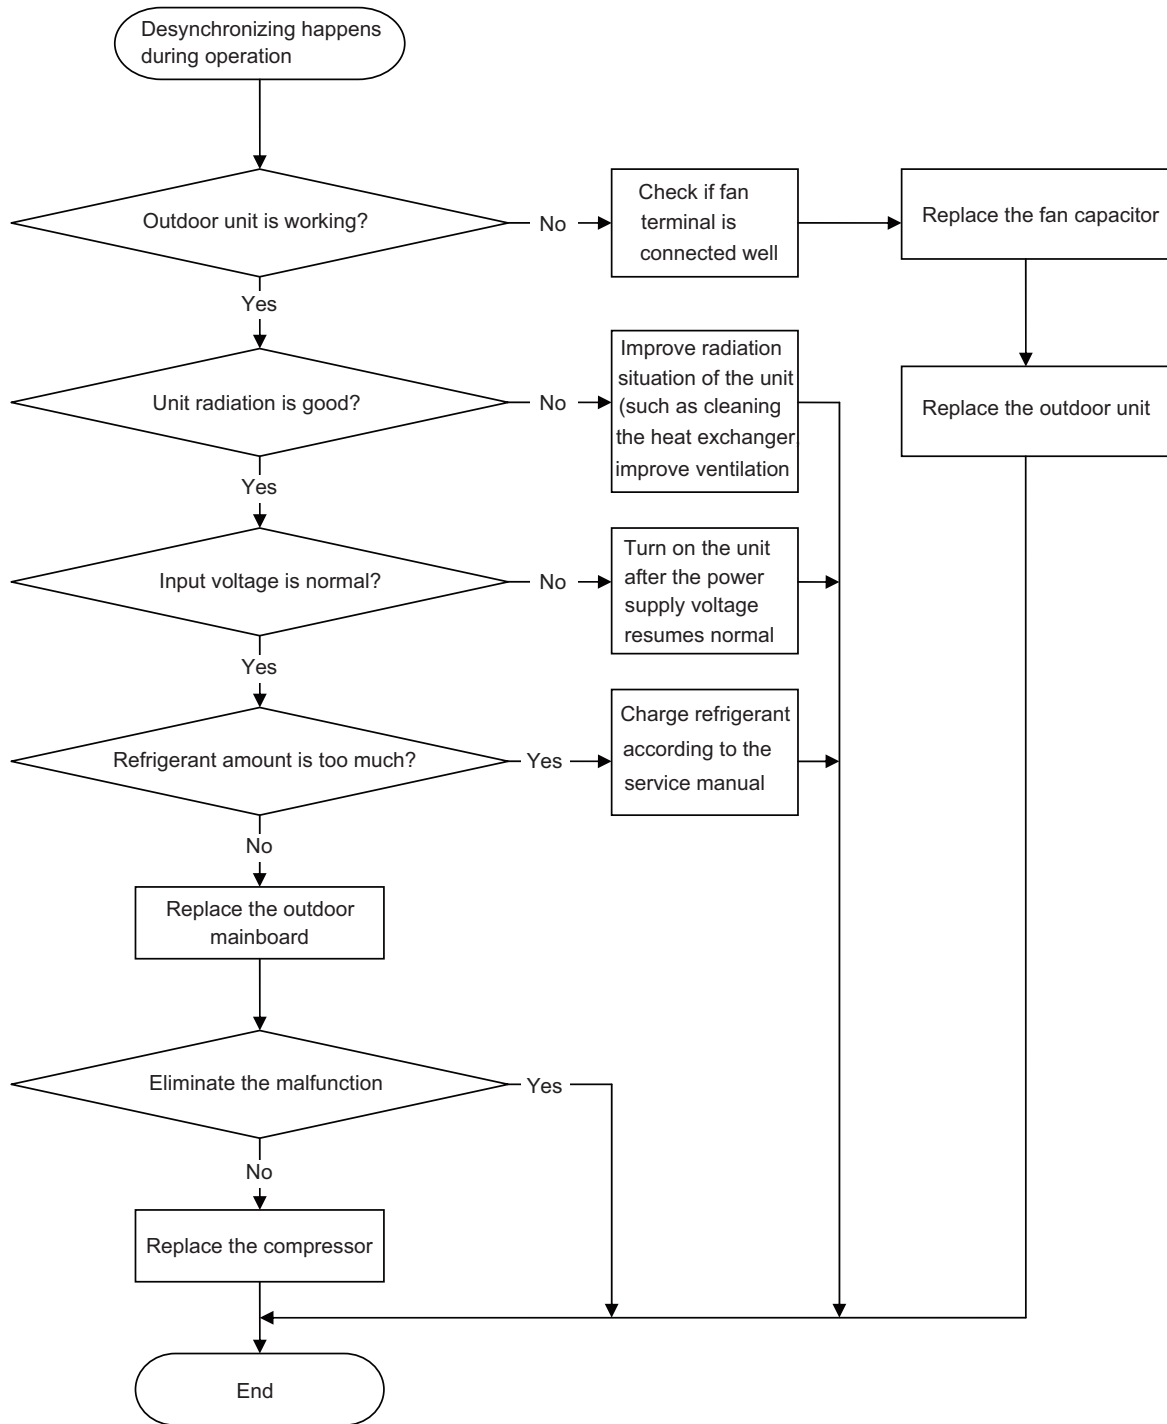 Desynchronizing happens
during operation
Outdoor unit is working?
No
Check if fan
terminal is
connected well
Replace the fan capacitor
Yes
Unit radiation is good?
No
Improve radiation
situation of the unit
(such as cleaning
the heat exchanger,
improve ventilation
Replace the outdoor unit
Yes
Input voltage is normal?
No
Turn on the unit
after the power
supply voltage
resumes normal
Yes
Refrigerant amount is too much?
Yes
Charge refrigerant
according to the
service manual
No
Replace the outdoor
mainboard
Eliminate the malfunction
Yes
No
Replace the compressor
End